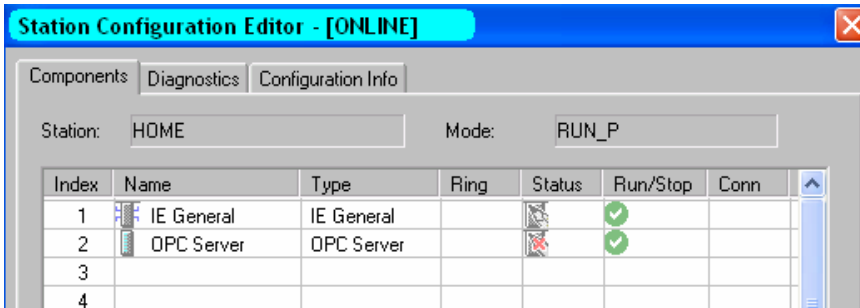 Station Configuration Editor - [ONLINE]
Components Diagnostics Configuration Info
Station: HOME Mode: RUN_P
Index Name Type Ring Status Run/Stop Conn
1 IE General IE General
2 OPC Server OPC Server
3
4